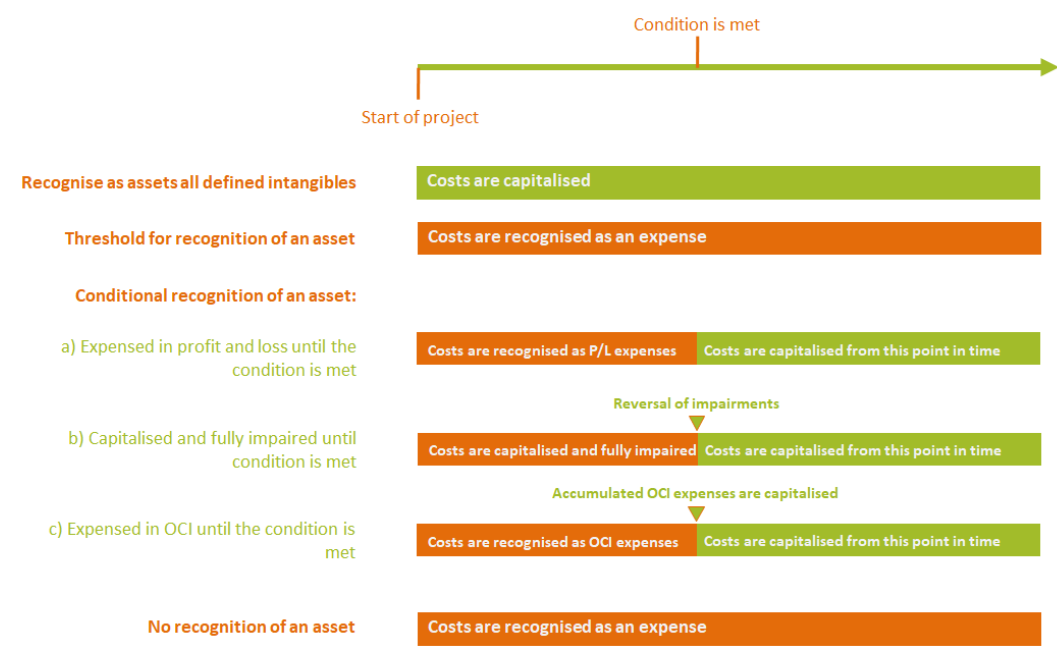 Condition is met
Start of project
Recognise as assets all defined intangibles
Costs are capitalised
Threshold for recognition of an asset
Costs are recognised as an expense
Conditional recognition of an asset:
a) Expensed in profit and loss until the
condition is met
Costs are recognised as P/L expenses
Costs are capitalised from this point in time
Reversal of impairments
b) Capitalised and fully impaired until
condition is met
Costs are capitalised and fully impaired
Costs are capitalised from this point in time
Accumulated OCI expenses are capitalised
c) Expensed in OCI until the condition is
met
Costs are recognised as OCI expenses
Costs are capitalised from this point in time
No recognition of an asset
Costs are recognised as an expense